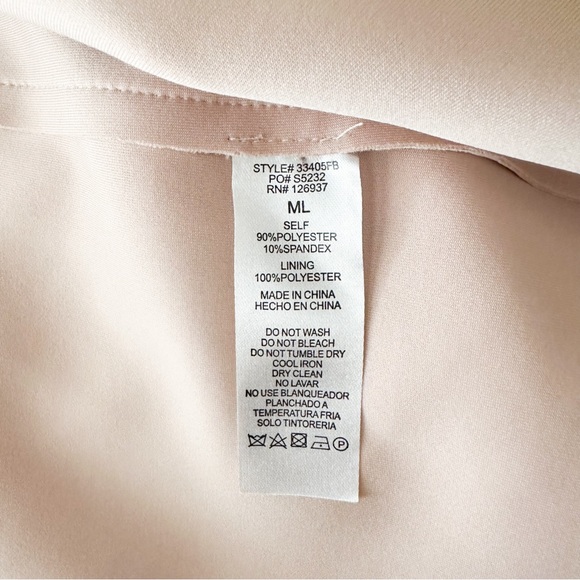 STYLE# 33405FB
PO# S5232
RN# 126937
ML
SELF
90%POLYESTER
10%SPANDEX
LINING
100%POLYESTER
MADE IN CHINA
HECHO EN CHINA
DO NOT WASH
DO NOT BLEACH
DO NOT TUMBLE DRY
COOL IRON
DRY CLEAN
NO LAVAR
NO USE BLANQUEADOR
PLANCHADO A
TEMPERATURA FRIA
SOLO TINTORERIA
P